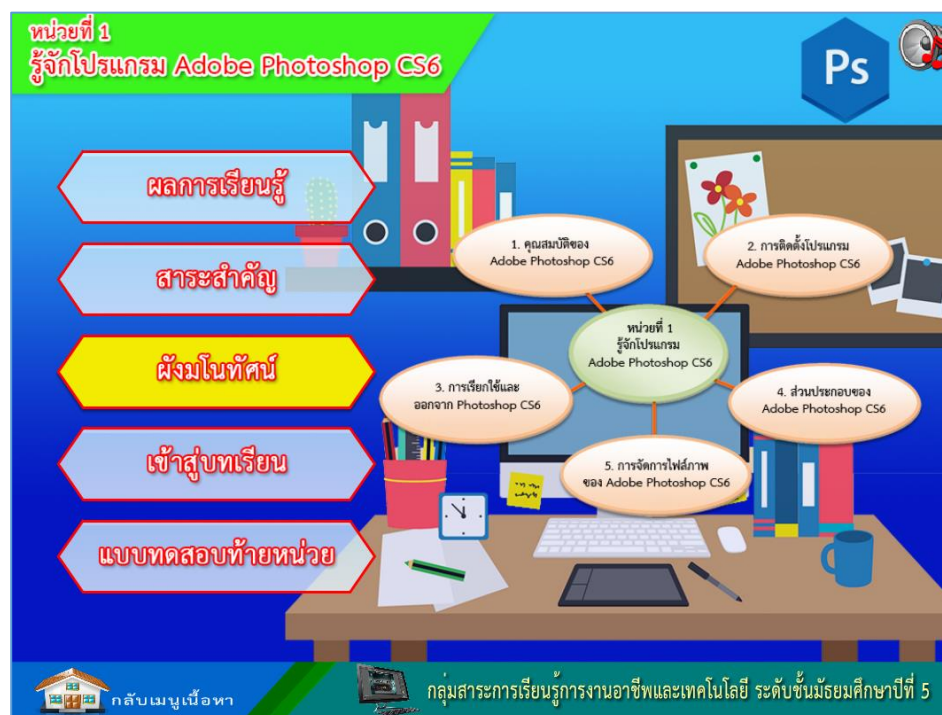 หน่วยที่ 1
รู้จักโปรแกรม Adobe Photoshop CS6
Ps
ผลการเรียนรู้
สาระสำคัญ
ผังมโนทัศน์
เข้าสู่บทเรียน
แบบทดสอบท้ายหน่วย
1. คุณสมบัติของ
Adobe Photoshop CS6
2. การติดตั้งโปรแกรม
Adobe Photoshop CS6
หน่วยที่ 1
รู้จักโปรแกรม
Adobe Photoshop CS6
3. การเรียกใช้และ
ออกจาก Photoshop CS6
4. ส่วนประกอบของ
Adobe Photoshop CS6
5. การจัดการไฟล์ภาพ
ของ Adobe Photoshop CS6
กลับเมนูเนื้อหา
กลุ่มสาระการเรียนรู้การงานอาชีพและเทคโนโลยี ระดับชั้นมัธยมศึกษาปีที่ 5